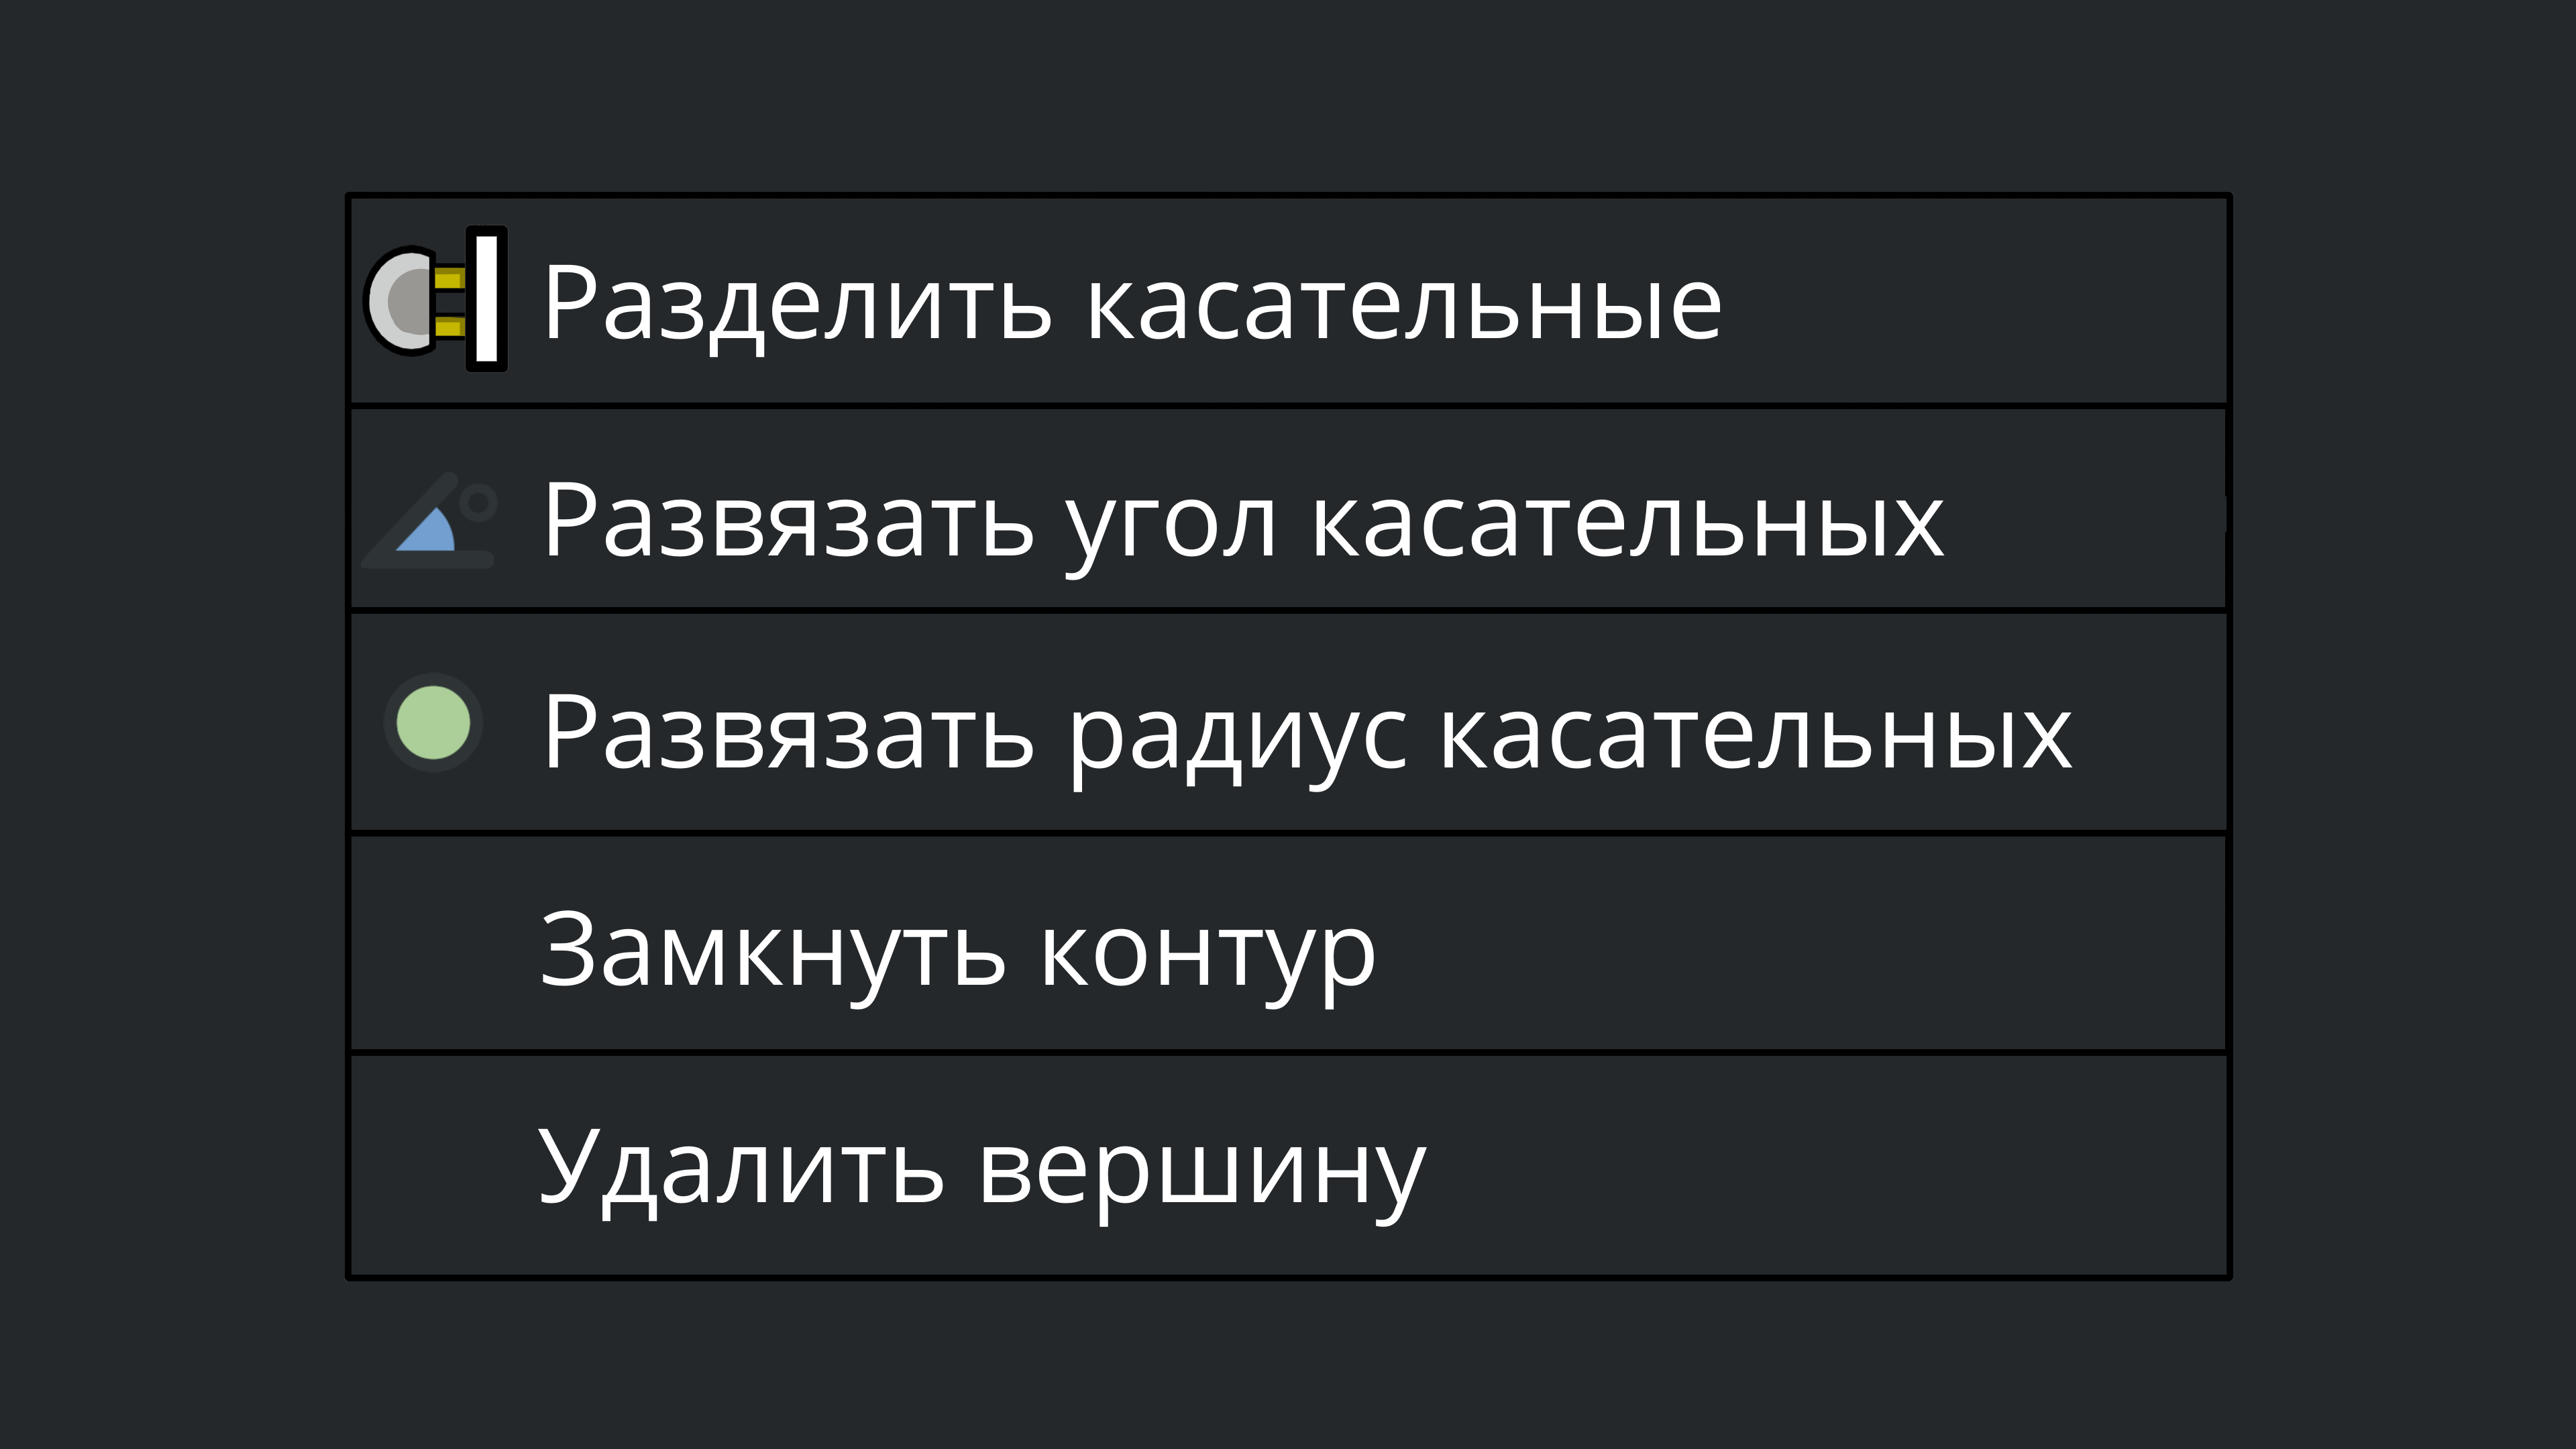 Разделить касательные
Развязать угол касательных
Развязать радиус касательных
Замкнуть контур
Удалить вершину